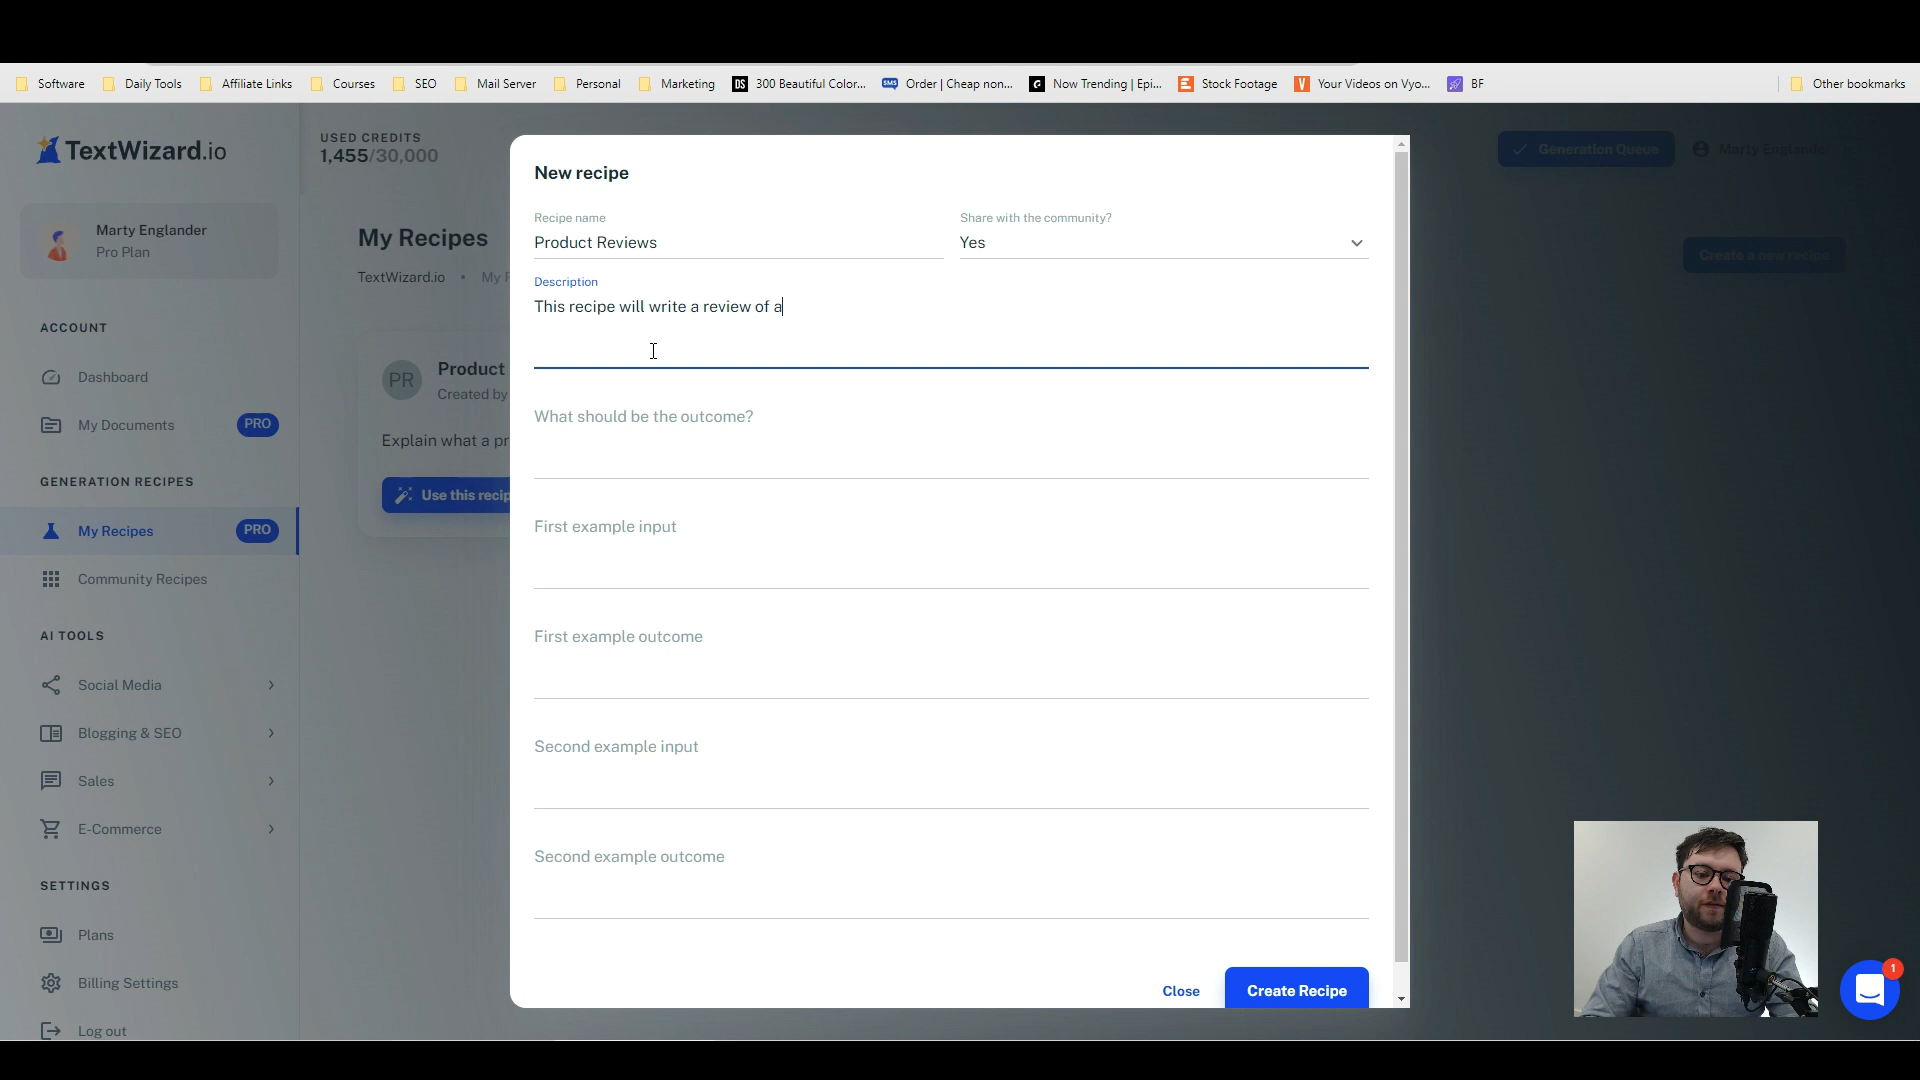 Software
Daily Tools
Affiliate Links
Courses
SEO
Mail Server
Personal
Marketing
DS 300 Beautiful Color...
SMS Order | Cheap non...
Now Trending | Epi...
Stock Footage
Your Videos on Vyo...
BF
Other bookmarks
TextWizard.io
USED CREDITS
1,455/30,000
Generation Queue
Marty Englander
Marty Englander
Pro Plan
My Recipes
TextWizard.io • My
Create a new recipe
ACCOUNT
Dashboard
My Documents PRO
GENERATION RECIPES
My Recipes PRO
Community Recipes
AI TOOLS
Social Media
Blogging & SEO
Sales
E-Commerce
SETTINGS
Plans
Billing Settings
Log out
PR
Product
Created by
Explain what a pr
Use this recip
New recipe
Recipe name
Product Reviews
Share with the community?
Yes
Description
This recipe will write a review of a
What should be the outcome?
First example input
First example outcome
Second example input
Second example outcome
Close
Create Recipe
1